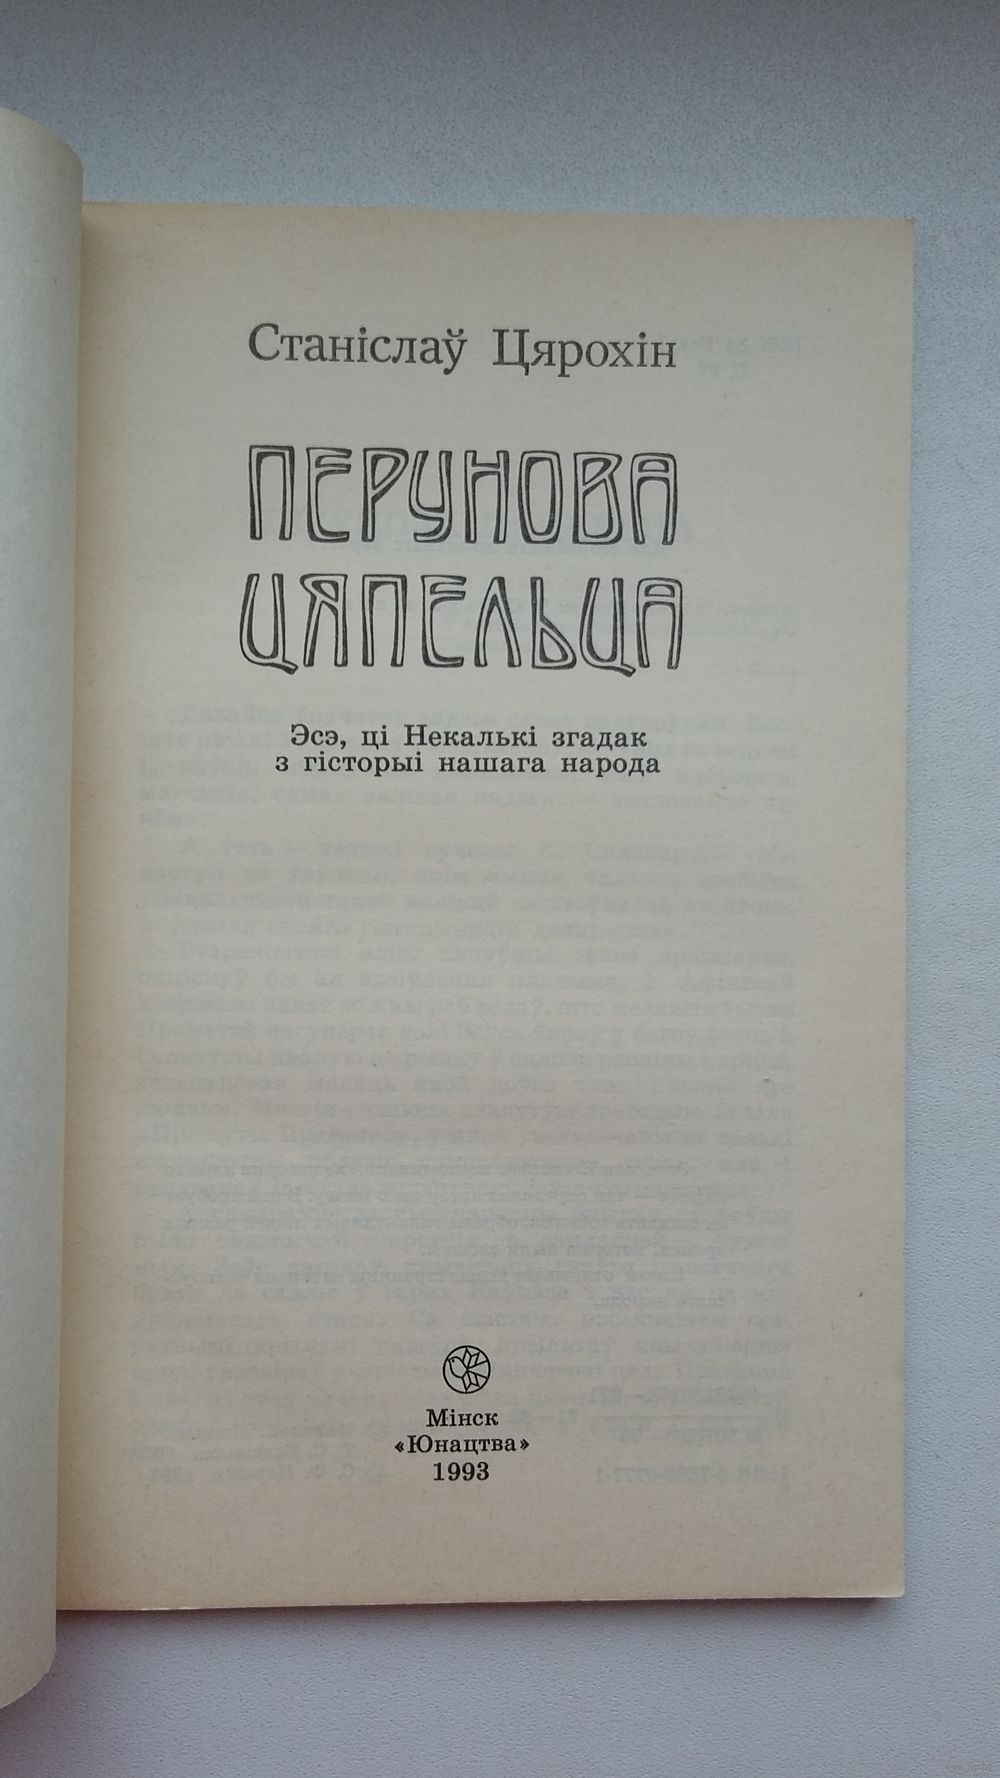 Станіслаў Цярохін
ПЕРУНОВА
ЦЯПЕЛЬЦА
Эсэ, ці Некалькі згадак
з гісторыі нашага народа
Мінск
«Юнацтва»
1993